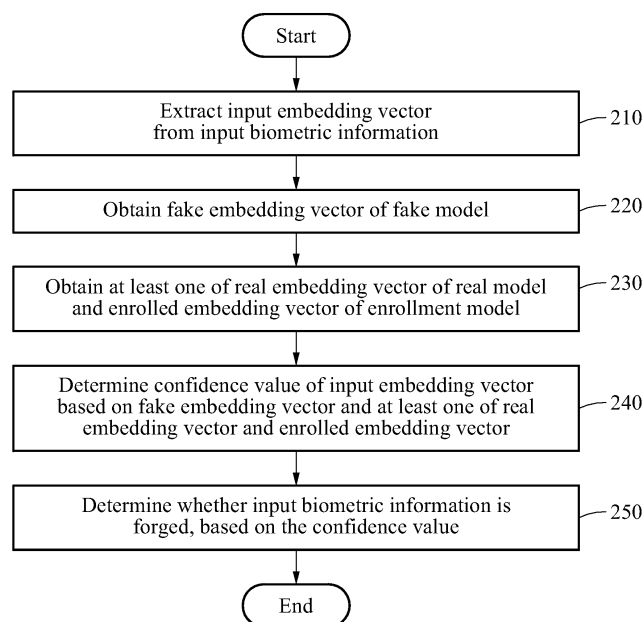 Start
Extract input embedding vector
from input biometric information
210
Obtain fake embedding vector of fake model
220
Obtain at least one of real embedding vector of real model
and enrolled embedding vector of enrollment model
230
Determine confidence value of input embedding vector
based on fake embedding vector and at least one of real
embedding vector and enrolled embedding vector
240
Determine whether input biometric information is
forged, based on the confidence value
250
End